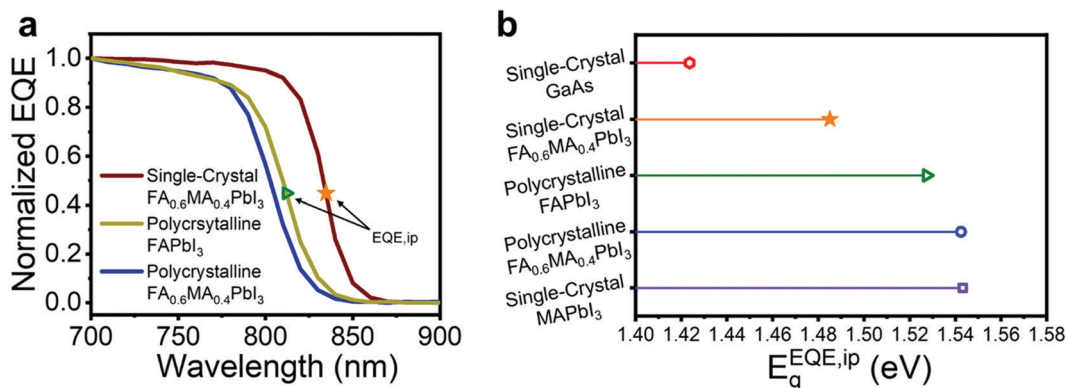 a
Normalized EQE
1.0
0.8
0.6
0.4
0.2
0.0
Single-Crystal
FA0.6MA0.4PbI3
Polycrsytalline
FAPbI3
Polycrystalline
FA0.6MA0.4PbI3
EQE,ip
700 750 800 850 900
Wavelength (nm)
b
Single-Crystal
GaAs
Single-Crystal
FA0.6MA0.4PbI3
Polycrystalline
FAPbI3
Polycrystalline
FA0.6MA0.4PbI3
Single-Crystal
MAPbI3
1.40 1.42 1.44 1.46 1.48 1.50 1.52 1.54 1.56 1.58
EgEQE,ip (eV)